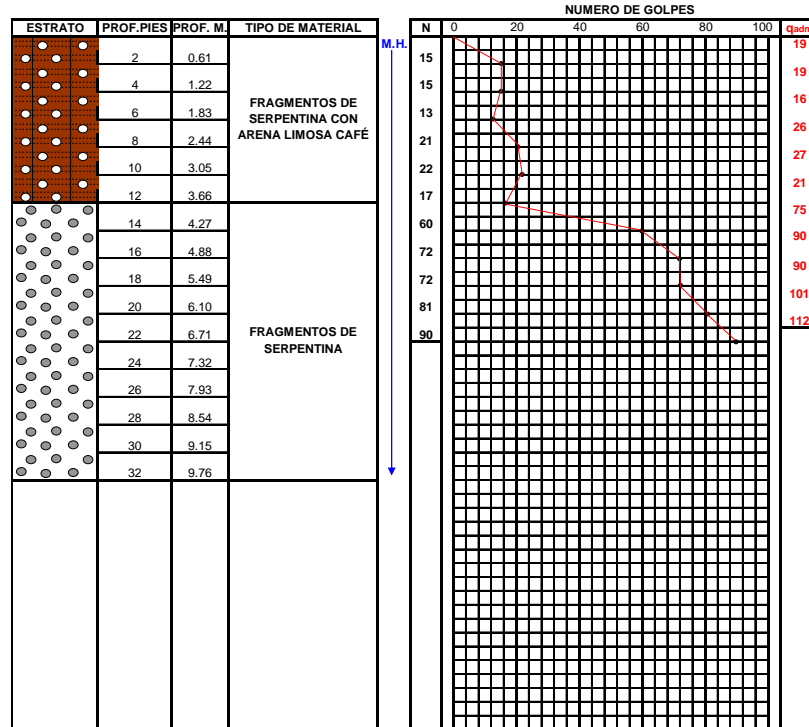 NUMERO DE GOLPES
ESTRATO PROF.PIES PROF. M. TIPO DE MATERIAL N 0 20 40 60 80 100 qadm
M.H. 19
2 0.61 15
19
4 1.22 15
16
6 1.83 13
26
8 2.44 21
27
10 3.05 22
21
12 3.66 17
FRAGMENTOS DE
SERPENTINA CON
ARENA LIMOSA CAFÉ
75
14 4.27 60
90
16 4.88 72
90
18 5.49 72
101
20 6.10 81
112
22 6.71 90
24 7.32
26 7.93
28 8.54
30 9.15
32 9.76
FRAGMENTOS DE
SERPENTINA